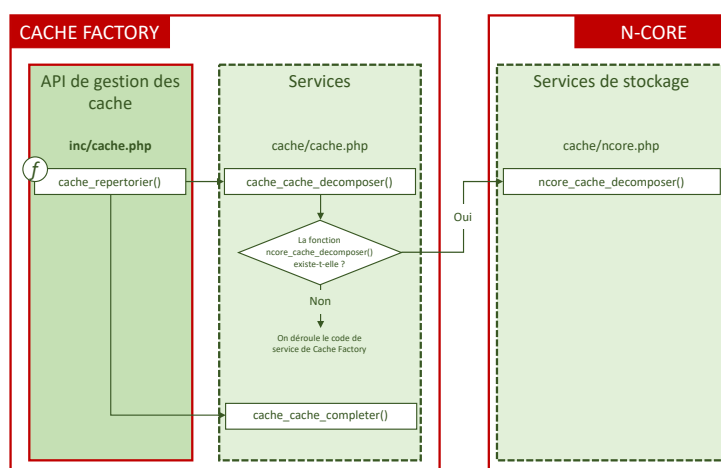 CACHE FACTORY
N-CORE
API de gestion des
cache
Services
Services de stockage
inc/cache.php
cache/cache.php
cache/ncore.php
f
cache_repertorier()
cache_cache_decomposer()
ncore_cache_decomposer()
Oui
La fonction
ncore_cache_decomposer()
existe-t-elle ?
Non
On déroule le code de
service de Cache Factory
cache_cache_completer()